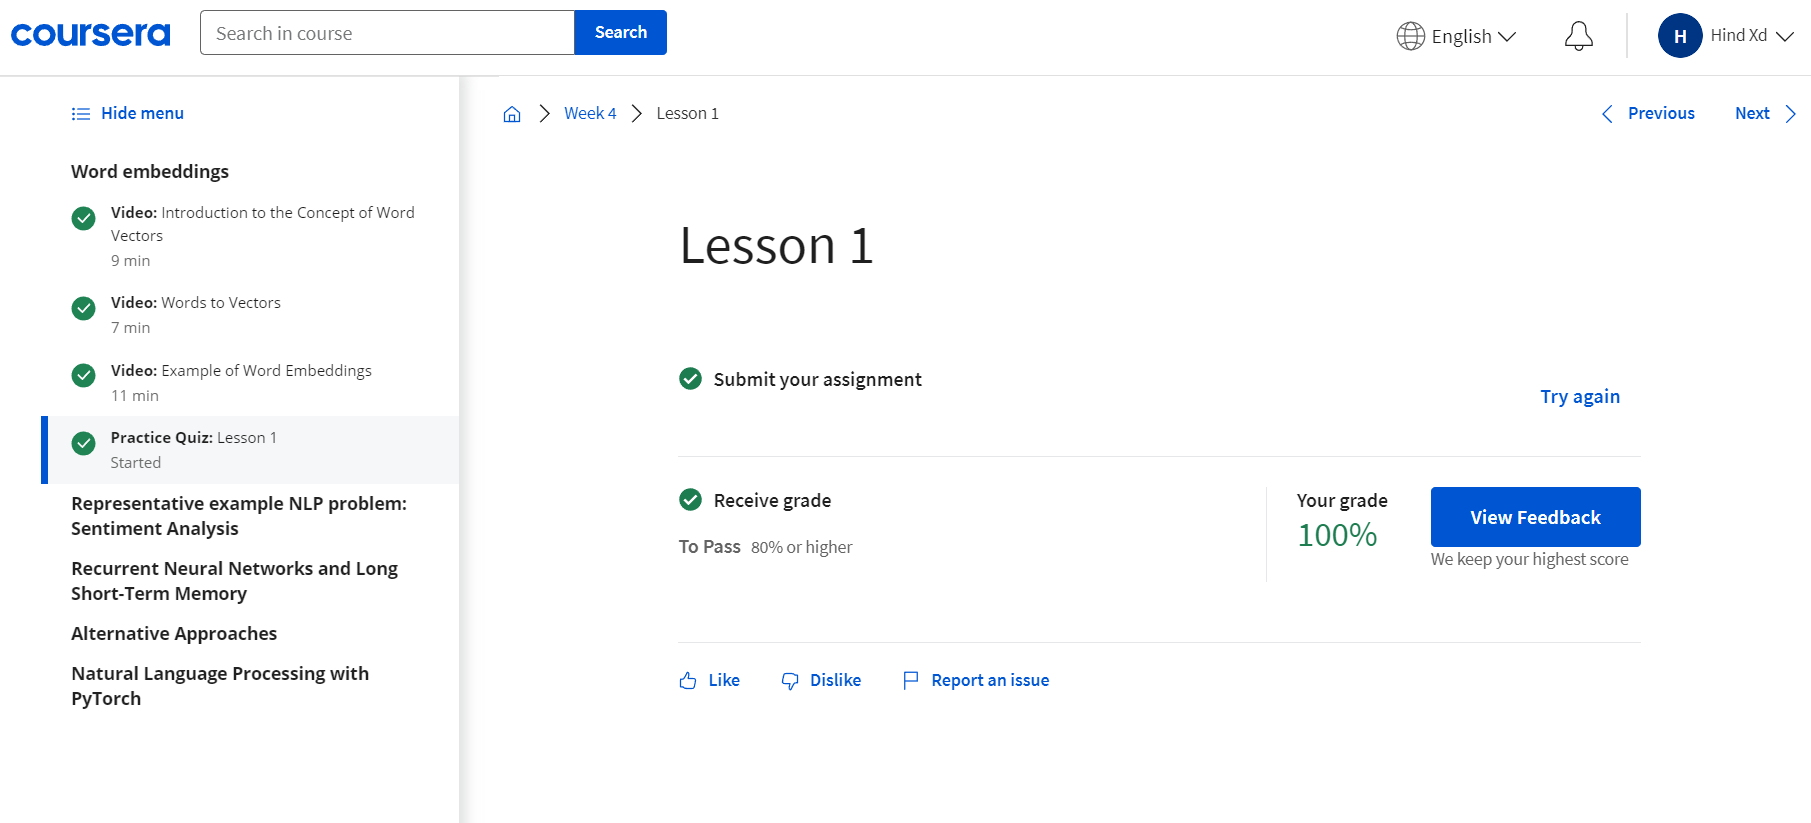 coursera
Search in course
Search
English
H
Hind Xd
Hide menu
Word embeddings
Video: Introduction to the Concept of Word
Vectors
9 min
Video: Words to Vectors
7 min
Video: Example of Word Embeddings
11 min
Practice Quiz: Lesson 1
Started
Representative example NLP problem:
Sentiment Analysis
Recurrent Neural Networks and Long
Short-Term Memory
Alternative Approaches
Natural Language Processing with
PyTorch
Week 4
Lesson 1
Previous
Next
Lesson 1
Submit your assignment
Try again
Receive grade
To Pass 80% or higher
Your grade
100%
View Feedback
We keep your highest score
Like
Dislike
Report an issue